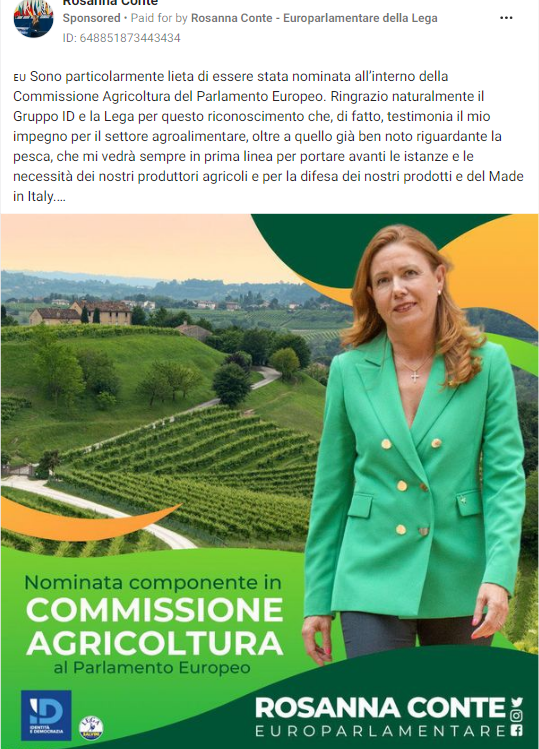 Rosanna Conte
Sponsored • Paid for by Rosanna Conte - Europarlamentare della Lega
ID: 648851873443434
EU Sono particolarmente lieta di essere stata nominata all'interno della
Commissione Agricoltura del Parlamento Europeo. Ringrazio naturalmente il
Gruppo ID e la Lega per questo riconoscimento che, di fatto, testimonia il mio
impegno per il settore agroalimentare, oltre a quello già ben noto riguardante la
pesca, che mi vedrà sempre in prima linea per portare avanti le istanze e le
necessità dei nostri produttori agricoli e per la difesa dei nostri prodotti e del Made
in Italy....
Nominata componente in
COMMISSIONE
AGRICOLTURA
al Parlamento Europeo
ID
IDENTITÀ
E DEMOCRAZIA
LEGA
SALVINI
ROSANNA CONTE
EUROPARLAMENTARE